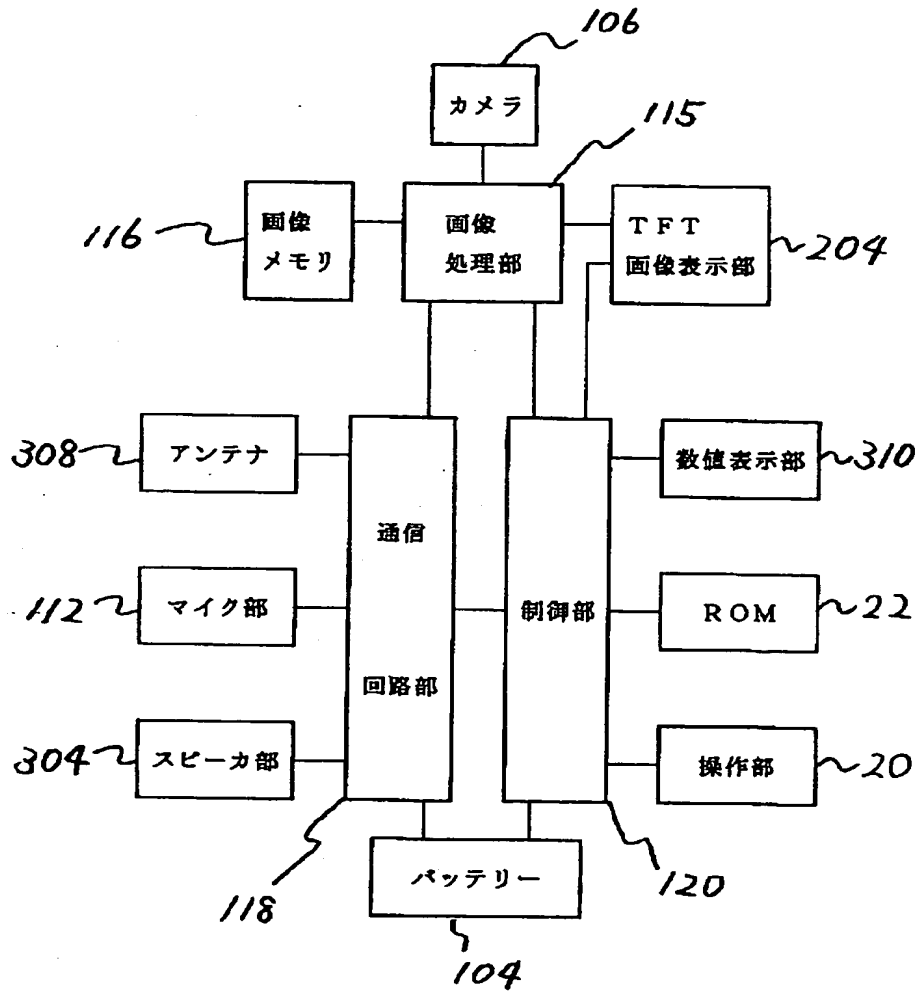 106
カメラ
115
116
画像
メモリ
画像
処理部
TFT
画像表示部
204
308
アンテナ
通信
回路部
制御部
数値表示部
310
112
マイク部
ROM
22
304
スピーカ部
操作部
20
118
バッテリー
120
104